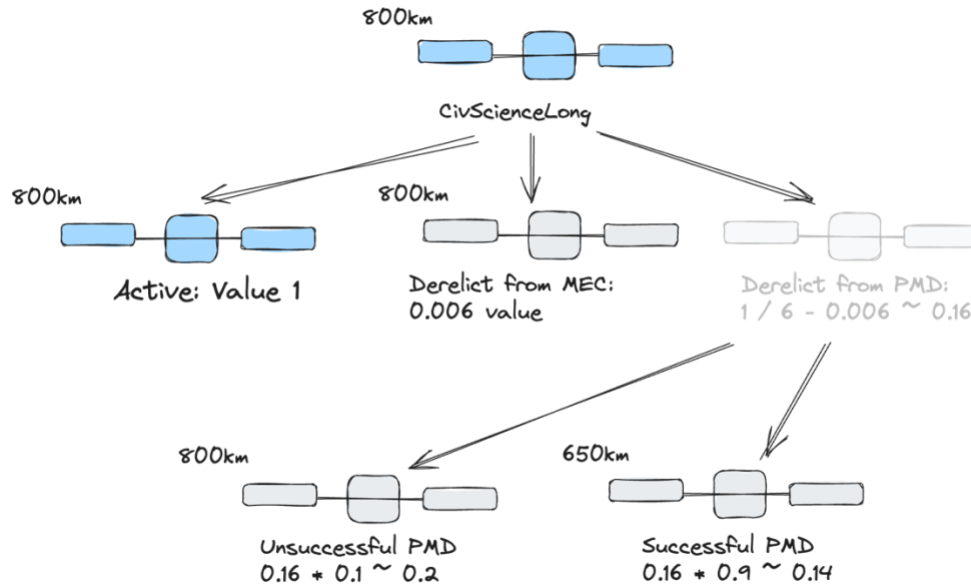 800km
CivScienceLong
800km
Active: Value 1
800km
Derelict from MEC:
0.006 value
Derelict from PMD:
1 / 6 - 0.006 ~ 0.16
800km
Unsuccessful PMD
0.16 * 0.1 ~ 0.2
650km
Successful PMD
0.16 * 0.9 ~ 0.14